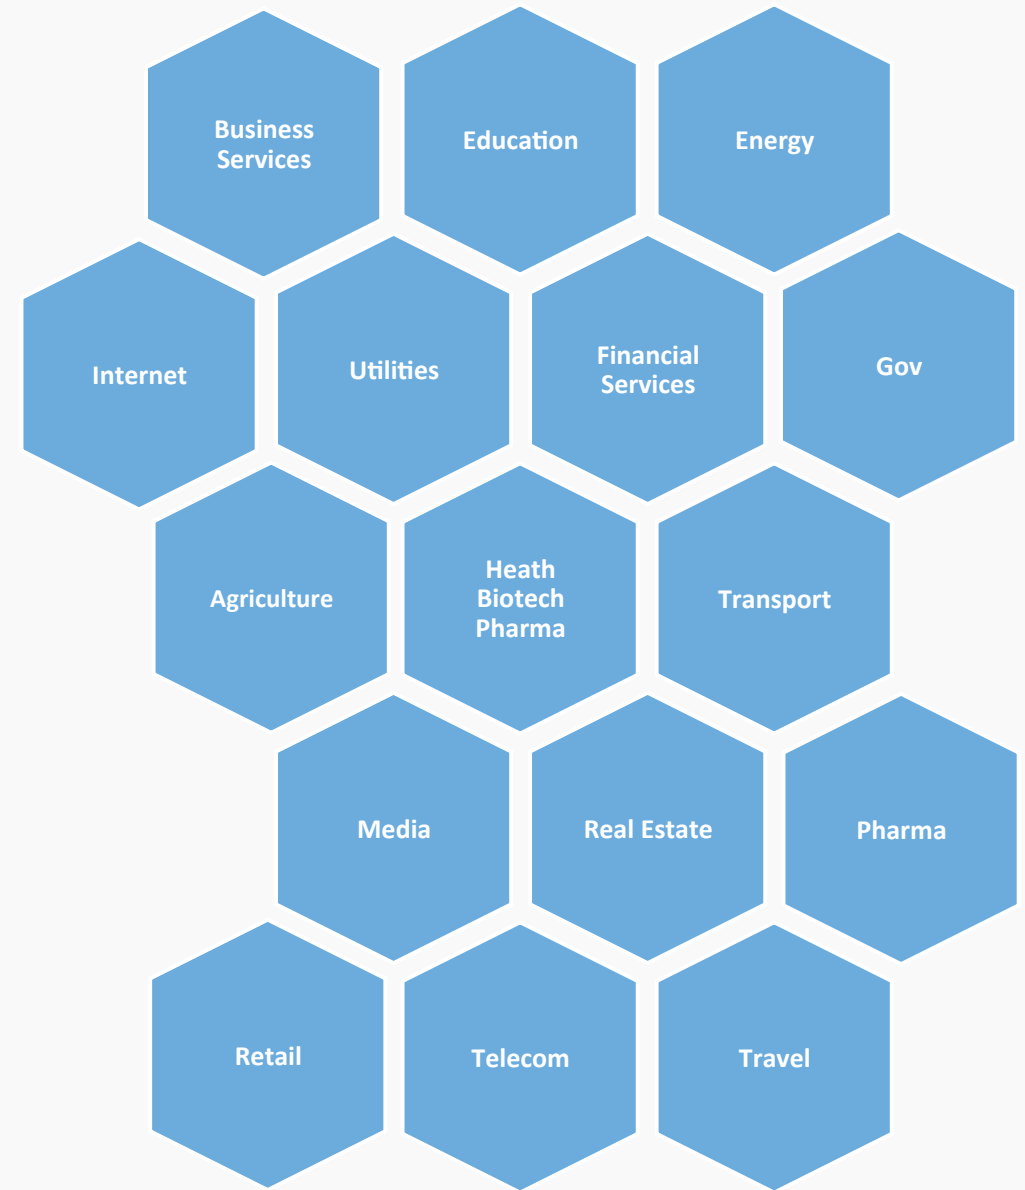 Business
Services
Education
Energy
Internet
Utilities
Financial
Services
Gov
Agriculture
Heath
Biotech
Pharma
Transport
Media
Real Estate
Pharma
Retail
Telecom
Travel